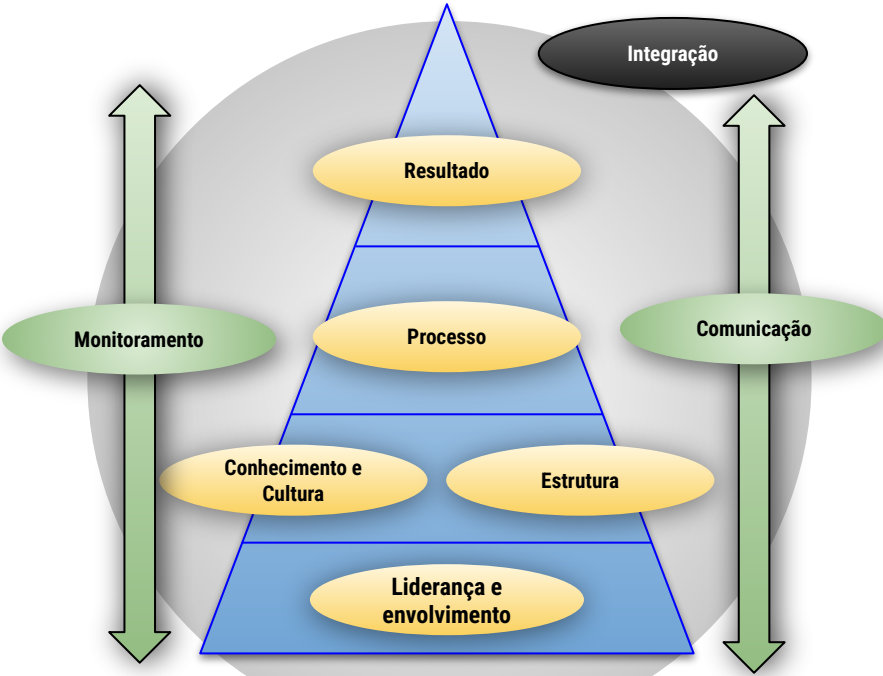 Integração
Resultado
Monitoramento
Processo
Comunicação
Conhecimento e
Cultura
Estrutura
Liderança e
envolvimento